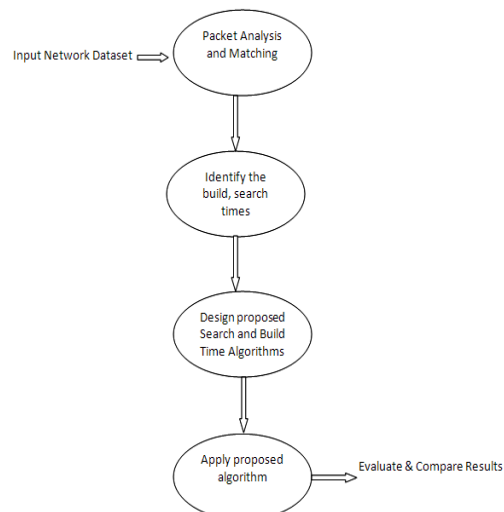 Packet Analysis
and Matching
Input Network Dataset
Identify the
build, search
times
Design proposed
Search and Build
Time Algorithms
Apply proposed
algorithm
Evaluate & Compare Results